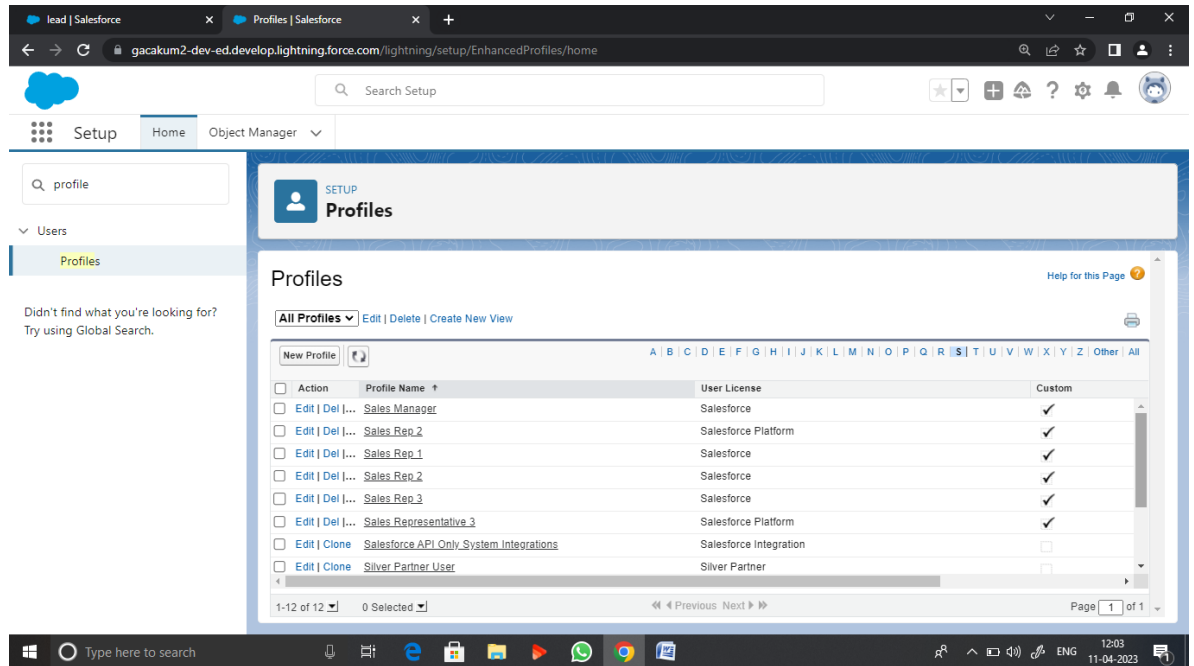 lead | Salesforce
Profiles | Salesforce
gacakum2-dev-ed.develop.lightning.force.com/lightning/setup/EnhancedProfiles/home
Search Setup
Setup Home Object Manager
profile
Users
Profiles
Didn't find what you're looking for?
Try using Global Search.
SETUP
Profiles
Profiles
Help for this Page
All Profiles Edit | Delete | Create New View
New Profile
A | B | C | D | E | F | G | H | I | J | K | L | M | N | O | P | Q | R | S | T | U | V | W | X | Y | Z | Other | All
Action Profile Name User License Custom
Edit | Del |... Sales Manager Salesforce
Edit | Del |... Sales Rep 2 Salesforce Platform
Edit | Del |... Sales Rep 1 Salesforce
Edit | Del |... Sales Rep 2 Salesforce
Edit | Del |... Sales Rep 3 Salesforce
Edit | Del |... Sales Representative 3 Salesforce Platform
Edit | Clone Salesforce API Only System Integrations Salesforce Integration
Edit | Clone Silver Partner User Silver Partner
1-12 of 12 0 Selected Previous Next Page 1 of 1
Type here to search
ENG
12:03
11-04-2023
1